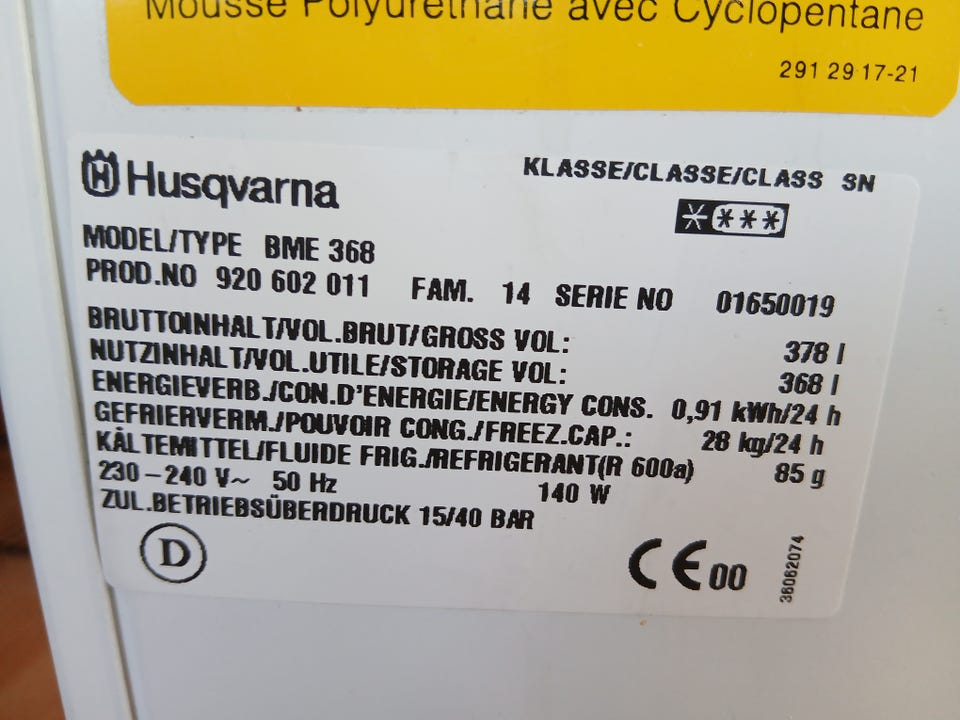 Mousse Polyuréthane avec Cyclopentane
291 29 17-21
Husqvarna
KLASSE/CLASSE/CLASS SN
MODEL/TYPE BME 368
PROD.NO 920 602 011 FAM. 14 SERIE NO 01650019
BRUTTOINHALT/VOL.BRUT/GROSS VOL: 378 l
NUTZINHALT/VOL.UTILE/STORAGE VOL: 368 l
ENERGIEVERB./CON.D'ENERGIE/ENERGY CONS. 0,91 kWh/24 h
GEFRIERVERM./POUVOIR CONG./FREEZ.CAP.: 28 kg/24 h
KÄLTEMITTEL/FLUIDE FRIG./REFRIGERANT(R 600a) 85 g
230-240 V~ 50 Hz 140 W
ZUL.BETRIEBSÜBERDRUCK 15/40 BAR
D
CE 00
36062074